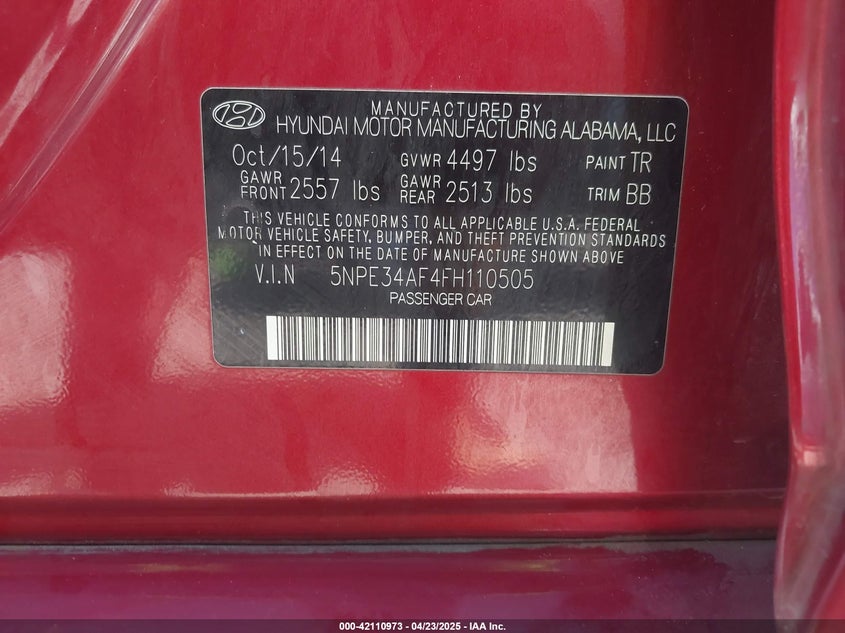 MANUFACTURED BY
HYUNDAI MOTOR MANUFACTURING ALABAMA, LLC
Oct/15/14 GVWR 4497 lbs PAINT TR
GAWR FRONT 2557 lbs GAWR REAR 2513 lbs TRIM BB
THIS VEHICLE CONFORMS TO ALL APPLICABLE U.S.A. FEDERAL
MOTOR VEHICLE SAFETY, BUMPER, AND THEFT PREVENTION STANDARDS
IN EFFECT ON THE DATE OF MANUFACTURE SHOWN ABOVE
V.I.N 5NPE34AF4FH110505
PASSENGER CAR
000-42110973 - 04/23/2025 - IAA Inc.